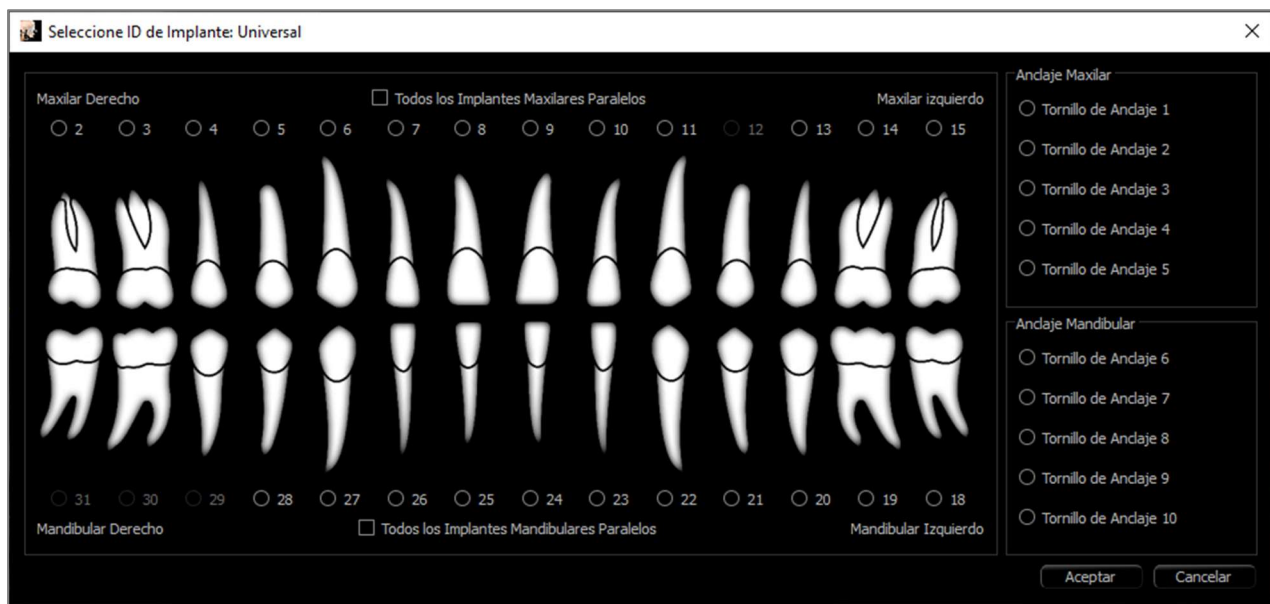 Seleccione ID de Implante: Universal
Maxilar Derecho Todos los Implantes Maxilares Paralelos Maxilar izquierdo
2 3 4 5 6 7 8 9 10 11 12 13 14 15
31 30 29 28 27 26 25 24 23 22 21 20 19 18
Mandibular Derecho Todos los Implantes Mandibulares Paralelos Mandibular Izquierdo
Anclaje Maxilar
Tornillo de Anclaje 1
Tornillo de Anclaje 2
Tornillo de Anclaje 3
Tornillo de Anclaje 4
Tornillo de Anclaje 5
Anclaje Mandibular
Tornillo de Anclaje 6
Tornillo de Anclaje 7
Tornillo de Anclaje 8
Tornillo de Anclaje 9
Tornillo de Anclaje 10
Aceptar Cancelar